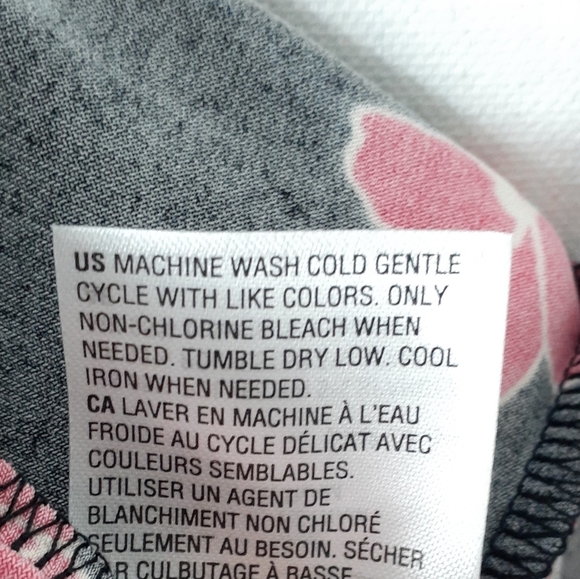 US MACHINE WASH COLD GENTLE
CYCLE WITH LIKE COLORS. ONLY
NON-CHLORINE BLEACH WHEN
NEEDED. TUMBLE DRY LOW. COOL
IRON WHEN NEEDED.
CA LAVER EN MACHINE À L'EAU
FROIDE AU CYCLE DÉLICAT AVEC
COULEURS SEMBLABLES.
UTILISER UN AGENT DE
BLANCHIMENT NON CHLORÉ
SEULEMENT AU BESOIN. SÉCHER
CULBUTAGE À BASSE